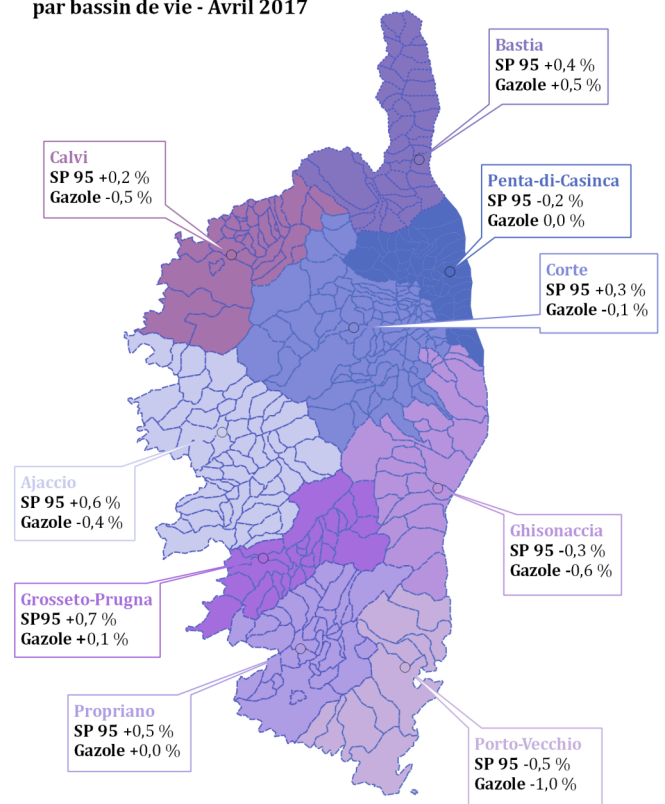 par bassin de vie - Avril 2017
Bastia
SP 95 +0,4 %
Gazole +0,5 %
Calvi
SP 95 +0,2 %
Gazole -0,5 %
Penta-di-Casinca
SP 95 -0,2 %
Gazole 0,0 %
Corte
SP 95 +0,3 %
Gazole -0,1 %
Ajaccio
SP 95 +0,6 %
Gazole -0,4 %
Ghisonaccia
SP 95 -0,3 %
Gazole -0,6 %
Grosseto-Prugna
SP95 +0,7 %
Gazole +0,1 %
Propriano
SP 95 +0,5 %
Gazole +0,0 %
Porto-Vecchio
SP 95 -0,5 %
Gazole -1,0 %